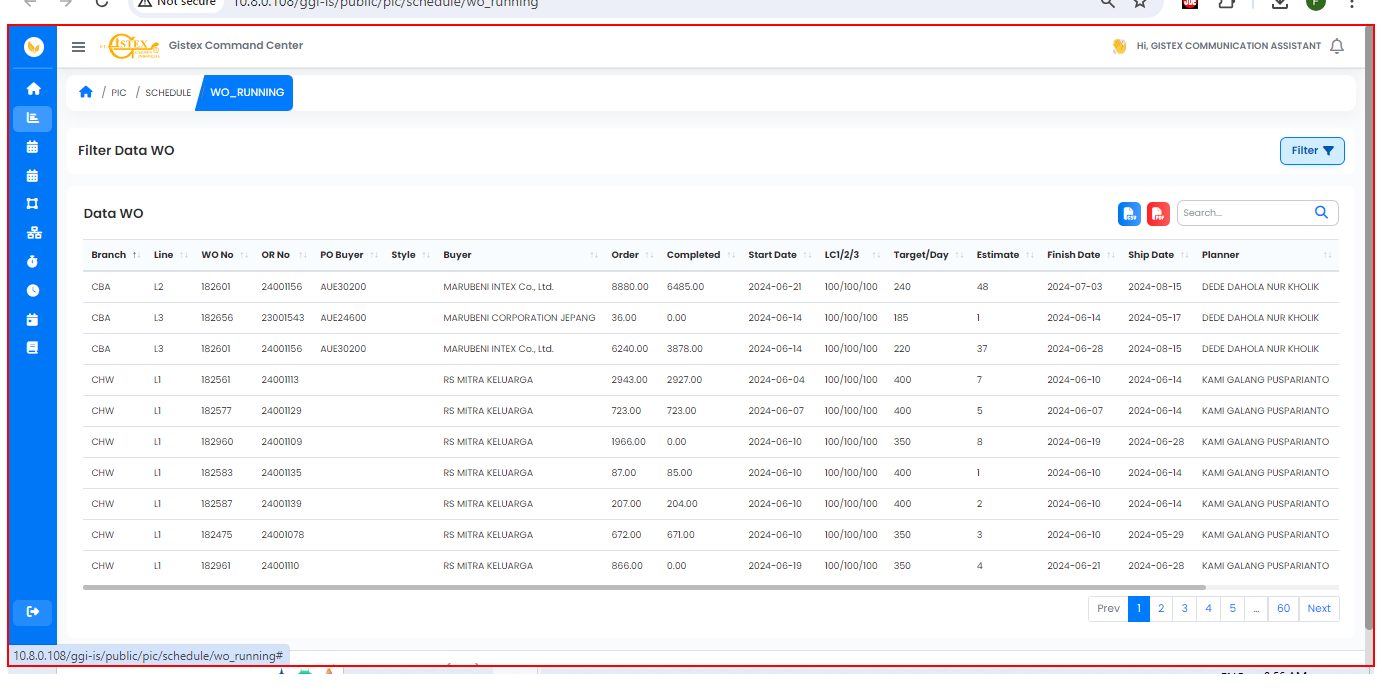 Not secure 10.8.0.108/ggi-is/public/pic/schedule/wo_running
GISTEX Gistex Command Center
Hi, GISTEX COMMUNICATION ASSISTANT
/ PIC / SCHEDULE WO_RUNNING
Filter Data WO
Filter
Data WO
CSV PDF Search...
Branch Line WO No OR No PO Buyer Style Buyer Order Completed Start Date LC1/2/3 Target/Day Estimate Finish Date Ship Date Planner
CBA L2 182601 24001156 AUE30200 MARUBENI INTEX Co., Ltd. 8880.00 6485.00 2024-06-21 100/100/100 240 48 2024-07-03 2024-08-15 DEDE DAHOLA NUR KHOLIK
CBA L3 182656 23001543 AUE24600 MARUBENI CORPORATION JEPANG 36.00 0.00 2024-06-14 100/100/100 185 1 2024-06-14 2024-05-17 DEDE DAHOLA NUR KHOLIK
CBA L3 182601 24001156 AUE30200 MARUBENI INTEX Co., Ltd. 6240.00 3878.00 2024-06-14 100/100/100 220 37 2024-06-28 2024-08-15 DEDE DAHOLA NUR KHOLIK
CHW L1 182561 24001113 RS MITRA KELUARGA 2943.00 2927.00 2024-06-04 100/100/100 400 7 2024-06-10 2024-06-14 KAMI GALANG PUSPARIANTO
CHW L1 182577 24001129 RS MITRA KELUARGA 723.00 723.00 2024-06-07 100/100/100 400 5 2024-06-07 2024-06-14 KAMI GALANG PUSPARIANTO
CHW L1 182960 24001109 RS MITRA KELUARGA 1966.00 0.00 2024-06-10 100/100/100 350 8 2024-06-19 2024-06-28 KAMI GALANG PUSPARIANTO
CHW L1 182583 24001135 RS MITRA KELUARGA 87.00 85.00 2024-06-10 100/100/100 400 1 2024-06-10 2024-06-14 KAMI GALANG PUSPARIANTO
CHW L1 182587 24001139 RS MITRA KELUARGA 207.00 204.00 2024-06-10 100/100/100 400 2 2024-06-10 2024-06-14 KAMI GALANG PUSPARIANTO
CHW L1 182475 24001078 RS MITRA KELUARGA 672.00 671.00 2024-06-10 100/100/100 350 3 2024-06-10 2024-05-29 KAMI GALANG PUSPARIANTO
CHW L1 182961 24001110 RS MITRA KELUARGA 866.00 0.00 2024-06-19 100/100/100 350 4 2024-06-21 2024-06-28 KAMI GALANG PUSPARIANTO
Prev 1 2 3 4 5 ... 60 Next
10.8.0.108/ggi-is/public/pic/schedule/wo_running#